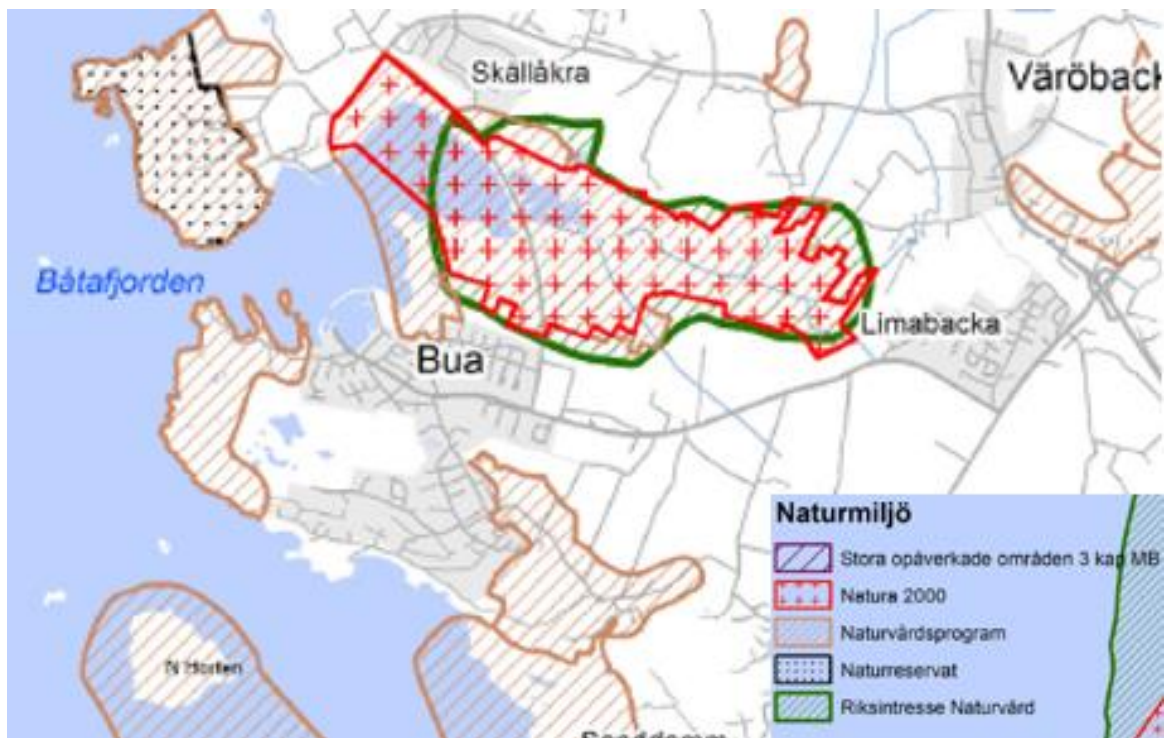 Skällåkra
Väröback
Båtafjorden
Limabacka
Bua
N Horten
Naturmiljö
Stora opåverkade områden 3 kap MB
Natura 2000
Naturvårdsprogram
Naturreservat
Riksintresse Naturvård